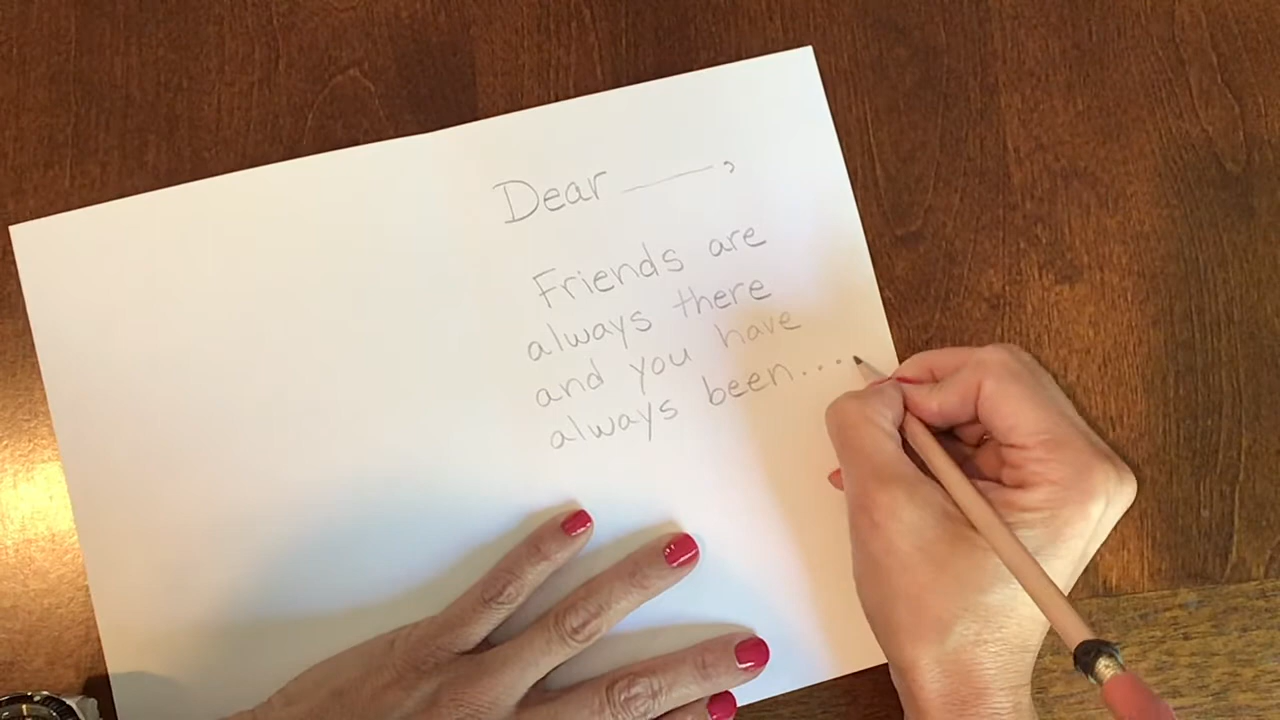 Dear ____,
Friends are
always there
and you have
always been....